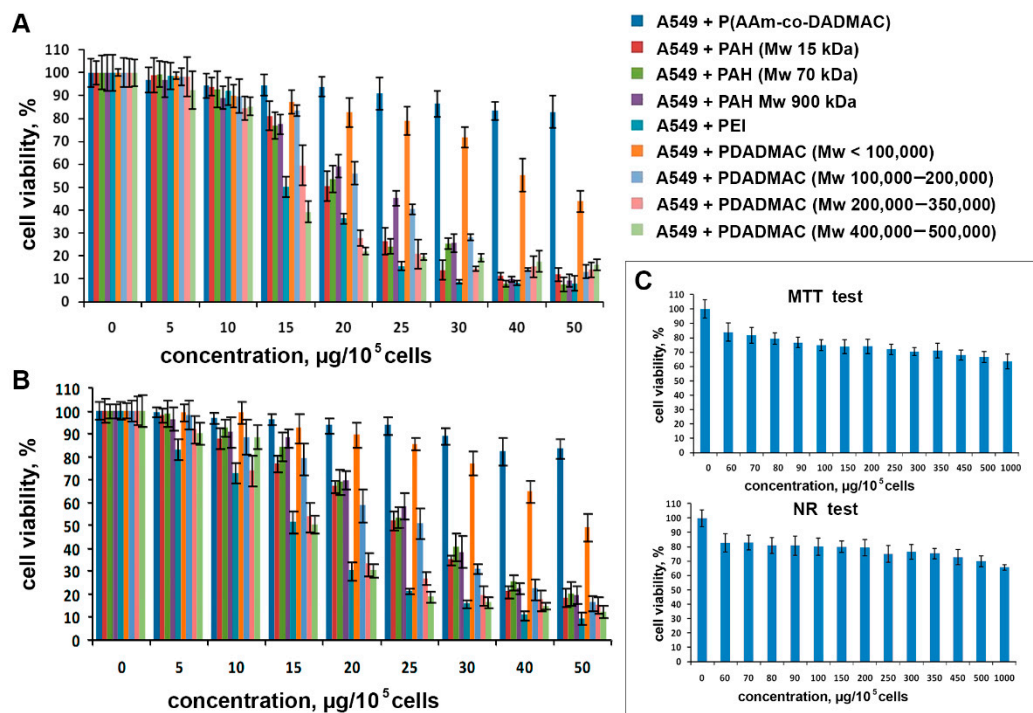 A
110
100
90
80
70
60
50
40
30
20
10
0
cell viability, %
0 5 10 15 20 25 30 40 50
concentration, µg/10⁵ cells
A549 + P(AAm-co-DADMAC)
A549 + PAH (Mw 15 kDa)
A549 + PAH (Mw 70 kDa)
A549 + PAH Mw 900 kDa
A549 + PEI
A549 + PDADMAC (Mw < 100,000)
A549 + PDADMAC (Mw 100,000−200,000)
A549 + PDADMAC (Mw 200,000−350,000)
A549 + PDADMAC (Mw 400,000−500,000)
B
110
100
90
80
70
60
50
40
30
20
10
0
cell viability, %
0 5 10 15 20 25 30 40 50
concentration, µg/10⁵ cells
C
MTT test
110
100
90
80
70
60
50
40
30
20
10
0
cell viability, %
0 60 70 80 90 100 150 200 250 300 350 450 500 1000
concentration, µg/10⁵ cells
NR test
110
100
90
80
70
60
50
40
30
20
10
0
cell viability, %
0 60 70 80 90 100 150 200 250 300 350 450 500 1000
concentration, µg/10⁵ cells